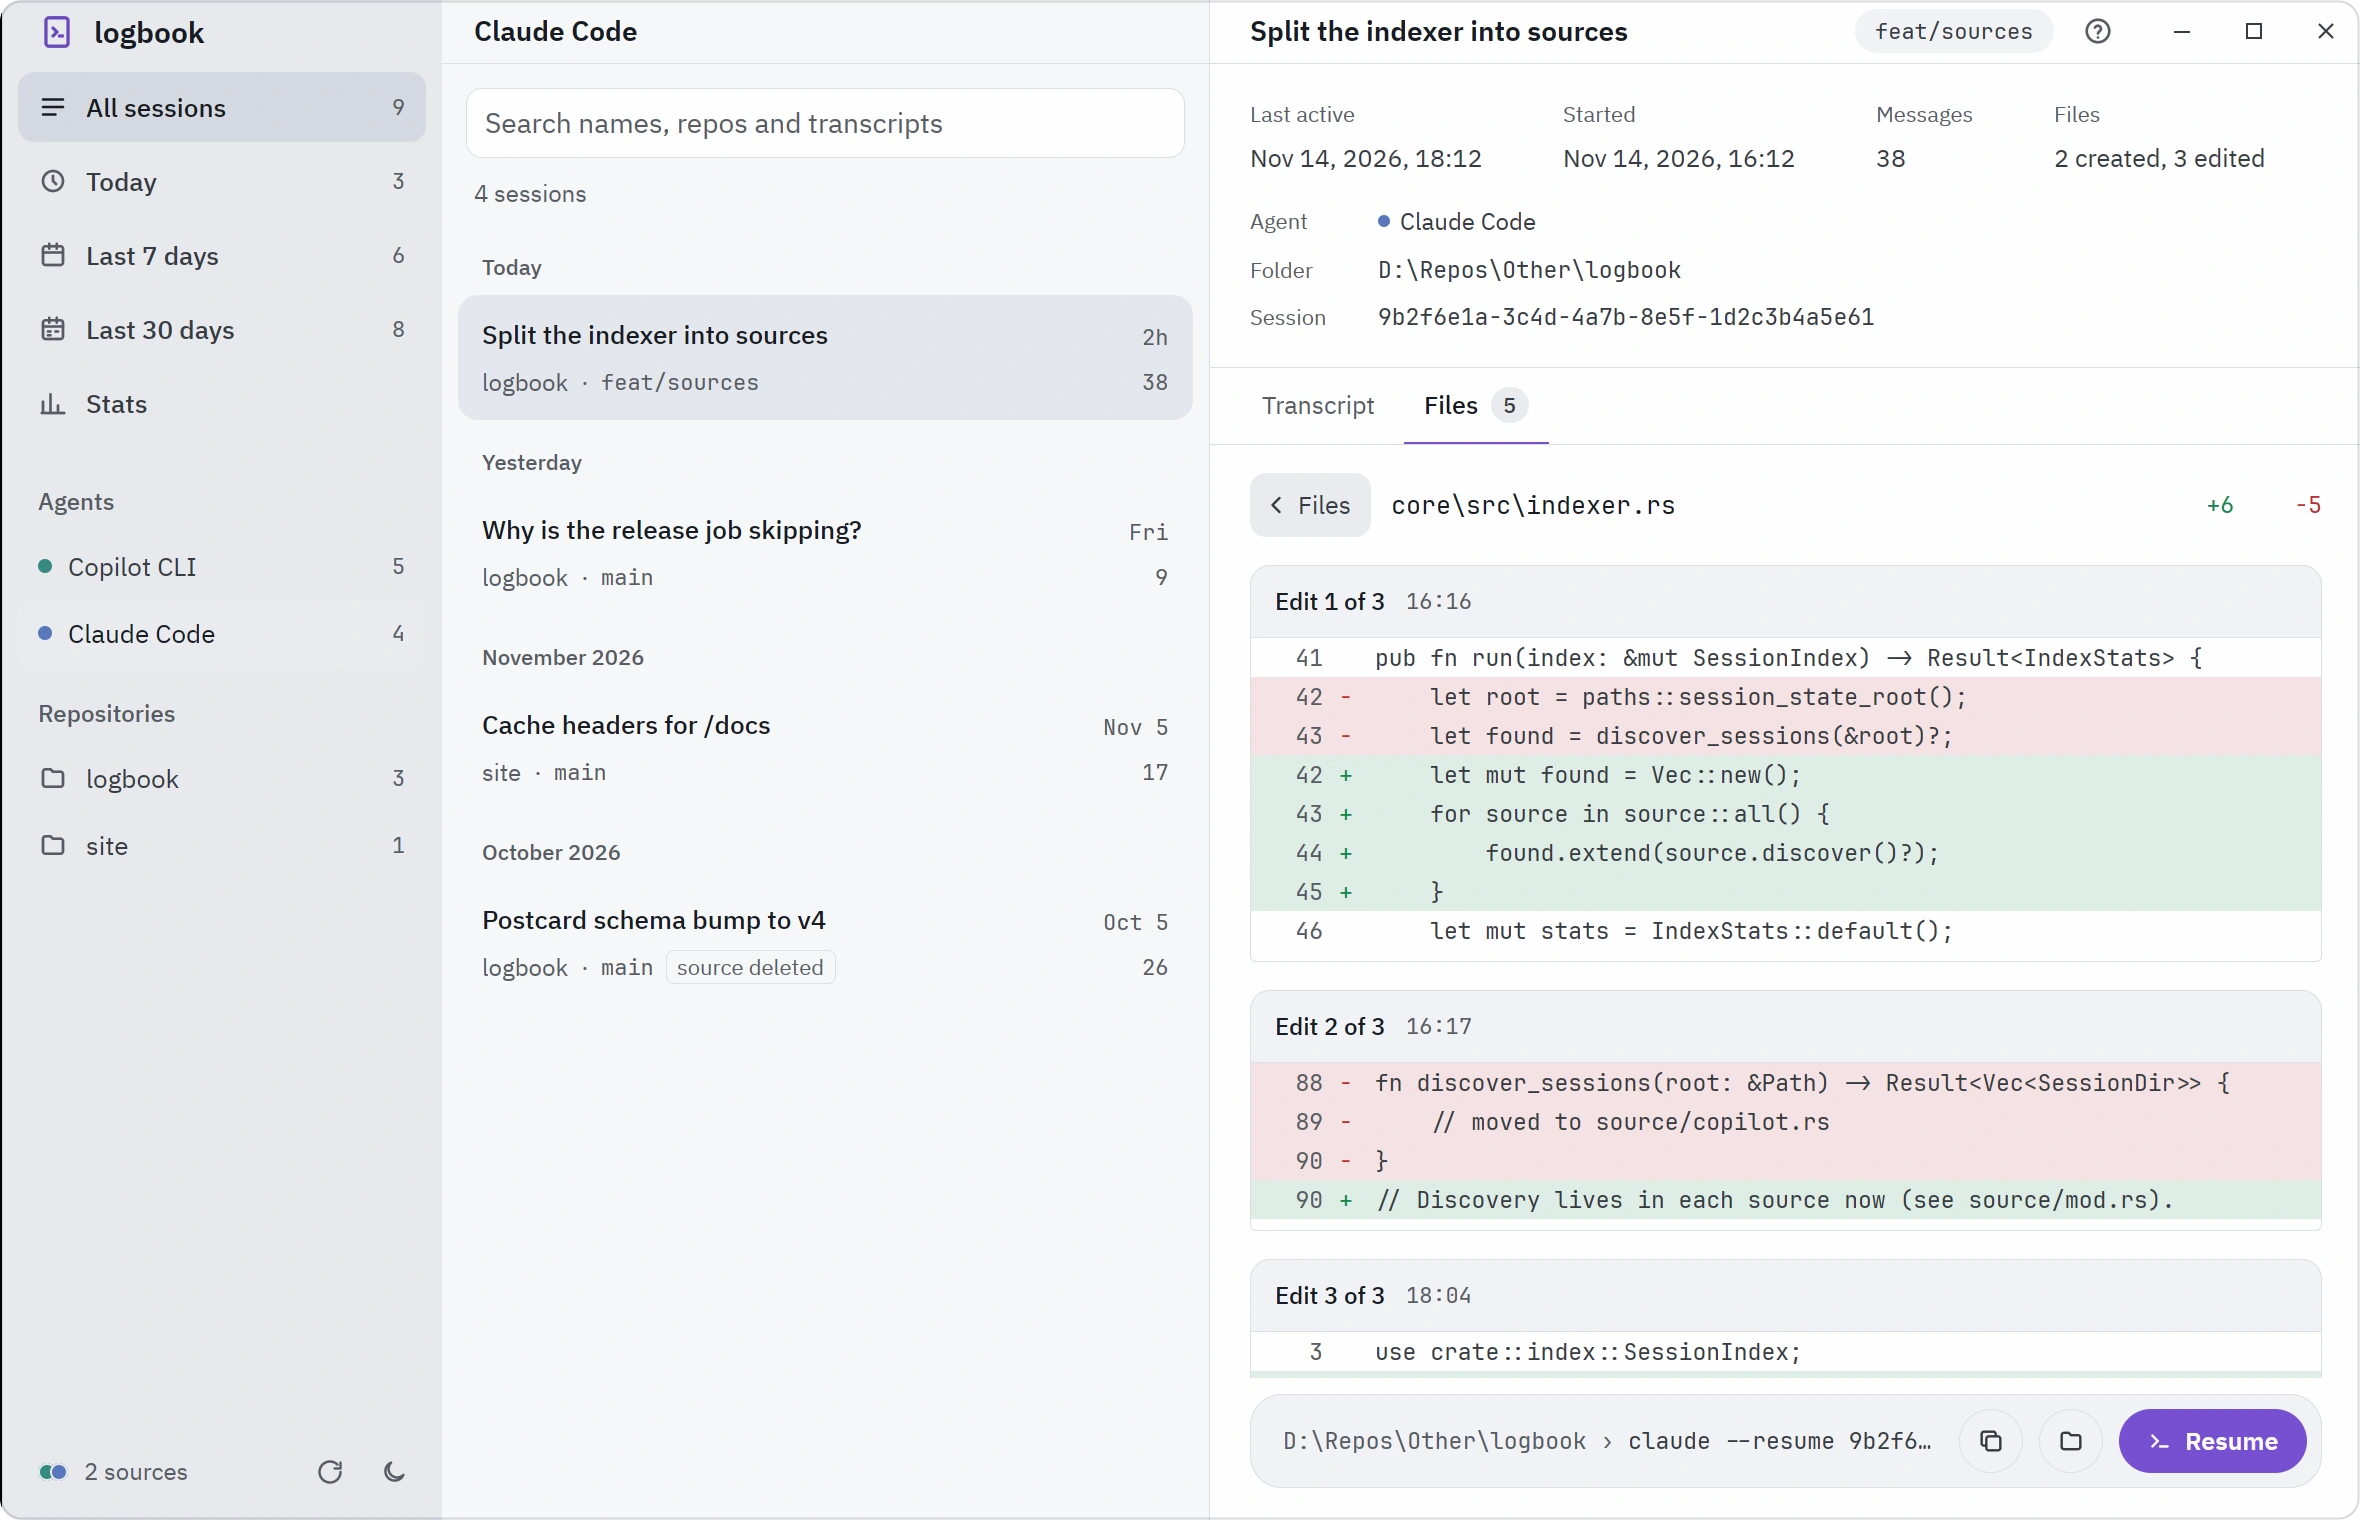 logbook
All sessions 9
Today 3
Last 7 days 6
Last 30 days 8
Stats
Agents
Copilot CLI 5
Claude Code 4
Repositories
logbook 3
site 1
2 sources
Claude Code
Search names, repos and transcripts
4 sessions
Today
Split the indexer into sources 2h
logbook · feat/sources 38
Yesterday
Why is the release job skipping? Fri
logbook · main 9
November 2026
Cache headers for /docs Nov 5
site · main 17
October 2026
Postcard schema bump to v4 Oct 5
logbook · main source deleted 26
Split the indexer into sources feat/sources
Last active Started Messages Files
Nov 14, 2026, 18:12 Nov 14, 2026, 16:12 38 2 created, 3 edited
Agent Claude Code
Folder D:\Repos\Other\logbook
Session 9b2f6e1a-3c4d-4a7b-8e5f-1d2c3b4a5e61
Transcript Files 5
Files core\src\indexer.rs +6 -5
Edit 1 of 3 16:16
41 pub fn run(index: &mut SessionIndex) -> Result<IndexStats> {
42 - let root = paths::session_state_root();
43 - let found = discover_sessions(&root)?;
42 + let mut found = Vec::new();
43 + for source in source::all() {
44 + found.extend(source.discover()?);
45 + }
46 let mut stats = IndexStats::default();
Edit 2 of 3 16:17
88 - fn discover_sessions(root: &Path) -> Result<Vec<SessionDir>> {
89 - // moved to source/copilot.rs
90 - }
90 + // Discovery lives in each source now (see source/mod.rs).
Edit 3 of 3 18:04
3 use crate::index::SessionIndex;
D:\Repos\Other\logbook › claude --resume 9b2f6… Resume